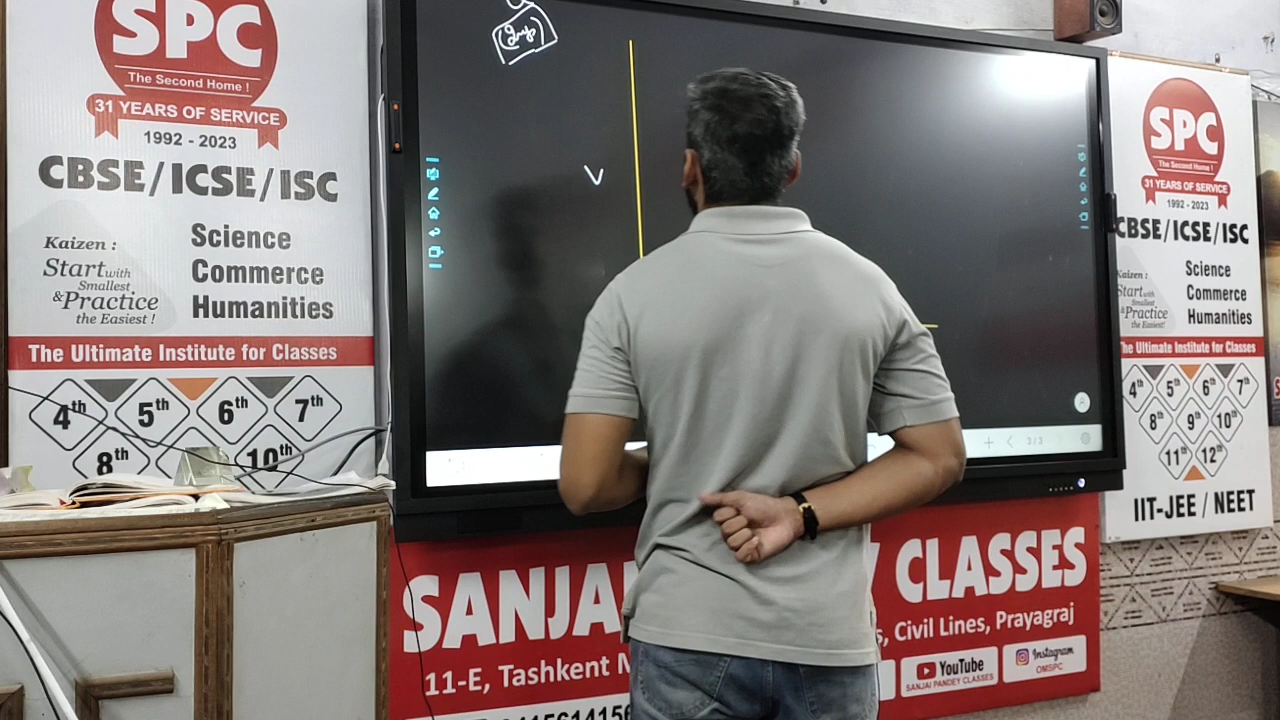 SPC
The Second Home !
31 YEARS OF SERVICE
1992 - 2023
CBSE/ICSE/ISC
Kaizen :
Start with
Smallest
& Practice
the Easiest !
Science
Commerce
Humanities
The Ultimate Institute for Classes
4th 5th 6th 7th
8th 10th
V
3/3
SPC
The Second Home !
31 YEARS OF SERVICE
1992 - 2023
CBSE/ICSE/ISC
Kaizen :
Start with
Smallest
& Practice
the Easiest !
Science
Commerce
Humanities
The Ultimate Institute for Classes
4th 5th 6th 7th
8th 9th 10th
11th 12th
IIT-JEE / NEET
SANJAI CLASSES
11-E, Tashkent Civil Lines, Prayagraj
YouTube
SANJAI PANDEY CLASSES
Instagram
OMSPC